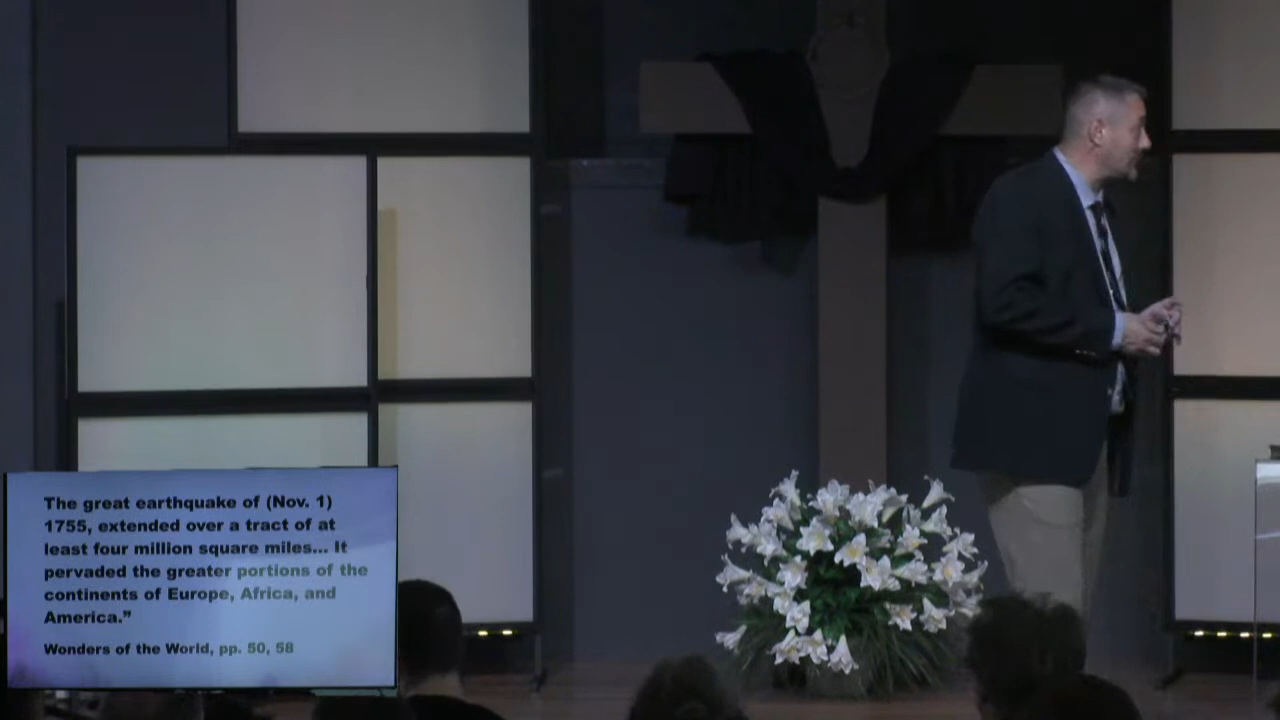 The great earthquake of (Nov. 1)
1755, extended over a tract of at
least four million square miles... It
pervaded the greater portions of the
continents of Europe, Africa, and
America.”
Wonders of the World, pp. 50, 58